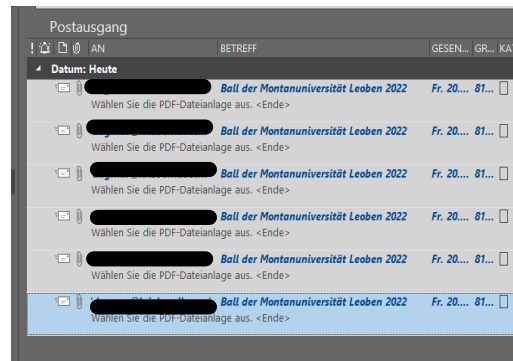 Postausgang
! AN BETREFF GESEN... GR... KAT
Datum: Heute
Ball der Montanuniversität Leoben 2022 Fr. 20.... 81...
Wählen Sie die PDF-Dateianlage aus. <Ende>
Ball der Montanuniversität Leoben 2022 Fr. 20.... 81...
Wählen Sie die PDF-Dateianlage aus. <Ende>
Ball der Montanuniversität Leoben 2022 Fr. 20.... 81...
Wählen Sie die PDF-Dateianlage aus. <Ende>
Ball der Montanuniversität Leoben 2022 Fr. 20.... 81...
Wählen Sie die PDF-Dateianlage aus. <Ende>
Ball der Montanuniversität Leoben 2022 Fr. 20.... 81...
Wählen Sie die PDF-Dateianlage aus. <Ende>
Ball der Montanuniversität Leoben 2022 Fr. 20.... 81...
Wählen Sie die PDF-Dateianlage aus. <Ende>